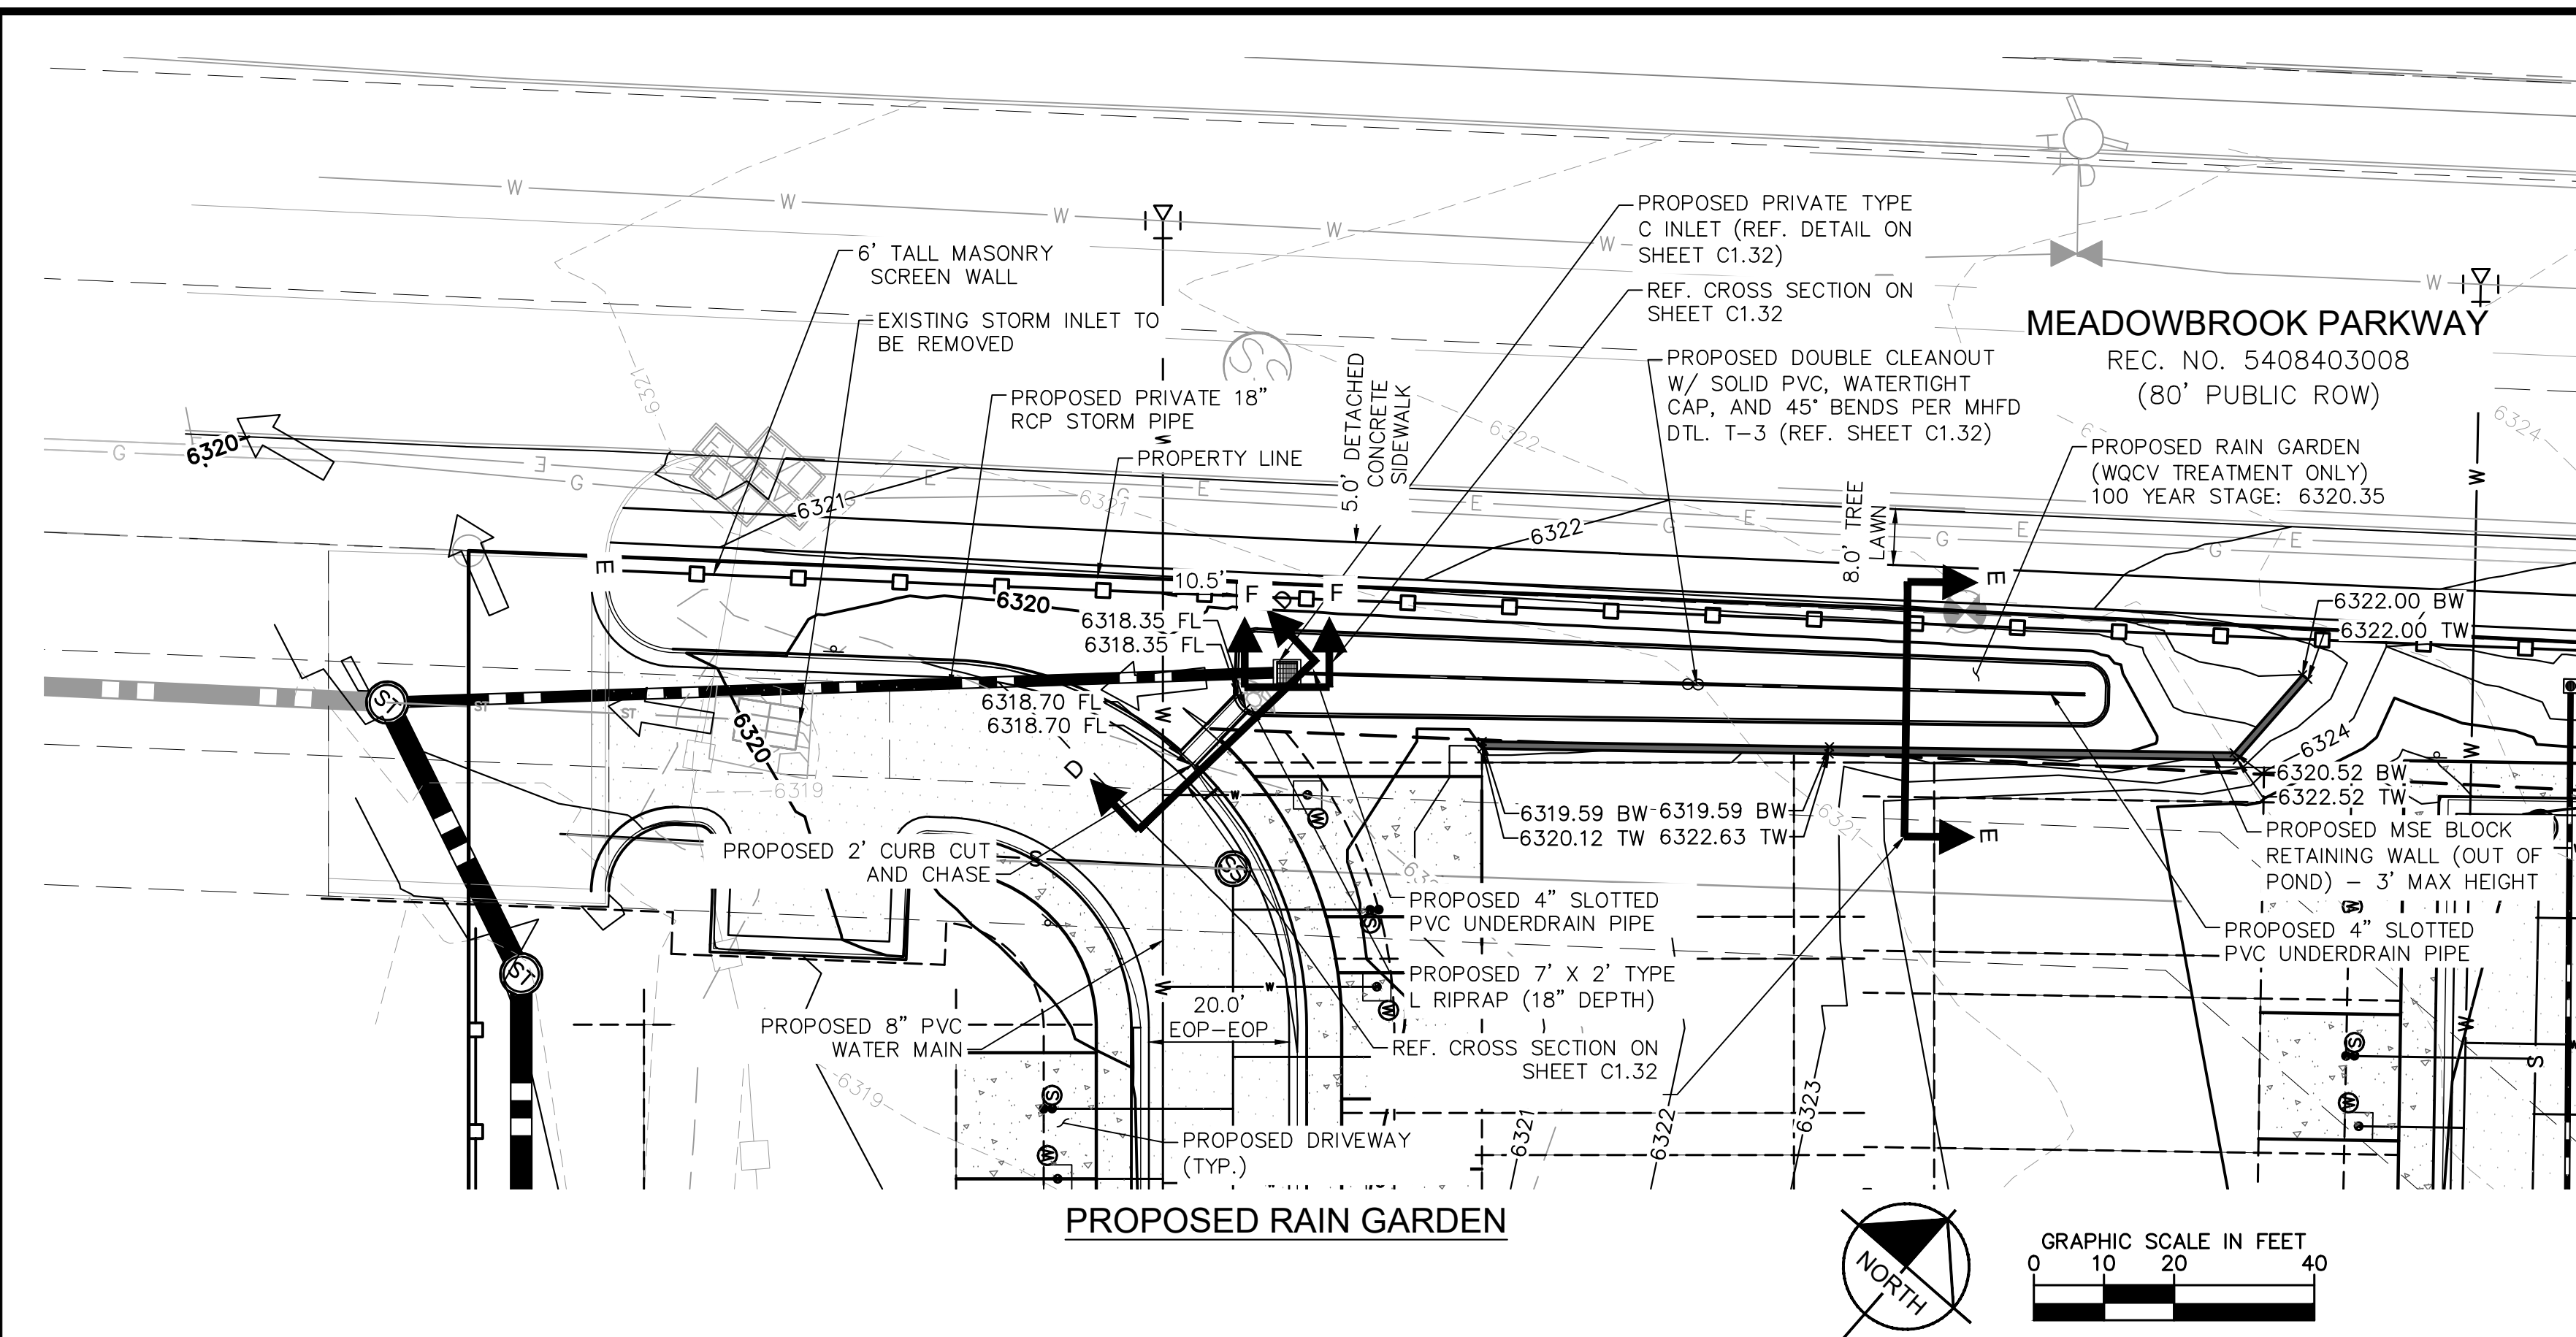 6' TALL MASONRY
SCREEN WALL
EXISTING STORM INLET TO
BE REMOVED
PROPOSED PRIVATE 18"
RCP STORM PIPE
PROPERTY LINE
5.0' DETACHED
CONCRETE
SIDEWALK
PROPOSED PRIVATE TYPE
C INLET (REF. DETAIL ON
SHEET C1.32)
REF. CROSS SECTION ON
SHEET C1.32
PROPOSED DOUBLE CLEANOUT
W/ SOLID PVC, WATERTIGHT
CAP, AND 45° BENDS PER MHFD
DTL. T-3 (REF. SHEET C1.32)
MEADOWBROOK PARKWAY
REC. NO. 5408403008
(80' PUBLIC ROW)
PROPOSED RAIN GARDEN
(WQCV TREATMENT ONLY)
100 YEAR STAGE: 6320.35
8.0' TREE
LAWN
W
W
W
W
W
W
W
W
W
W
W
W
W
G
G
G
G
G
G
G
E
E
E
E
E
E
E
6320
6321
6321
6321
6322
6322
6324
6320
10.5'
F
F
D
E
E
6318.35 FL
6318.35 FL
6318.70 FL
6318.70 FL
6322.00 BW
6322.00 TW
ST
ST
ST
ST
6320
6319
D
6324
6320.52 BW
6322.52 TW
6319.59 BW
6320.12 TW
6319.59 BW
6322.63 TW
6321
PROPOSED 2' CURB CUT
AND CHASE
S
SS
PROPOSED MSE BLOCK
RETAINING WALL (OUT OF
POND) - 3' MAX HEIGHT
PROPOSED 4" SLOTTED
PVC UNDERDRAIN PIPE
PROPOSED 4" SLOTTED
PVC UNDERDRAIN PIPE
PROPOSED 7' X 2' TYPE
L RIPRAP (18" DEPTH)
20.0'
EOP-EOP
PROPOSED 8" PVC
WATER MAIN
REF. CROSS SECTION ON
SHEET C1.32
6319
6321
6322
6323
PROPOSED DRIVEWAY
(TYP.)
PROPOSED RAIN GARDEN
NORTH
GRAPHIC SCALE IN FEET
0 10 20 40